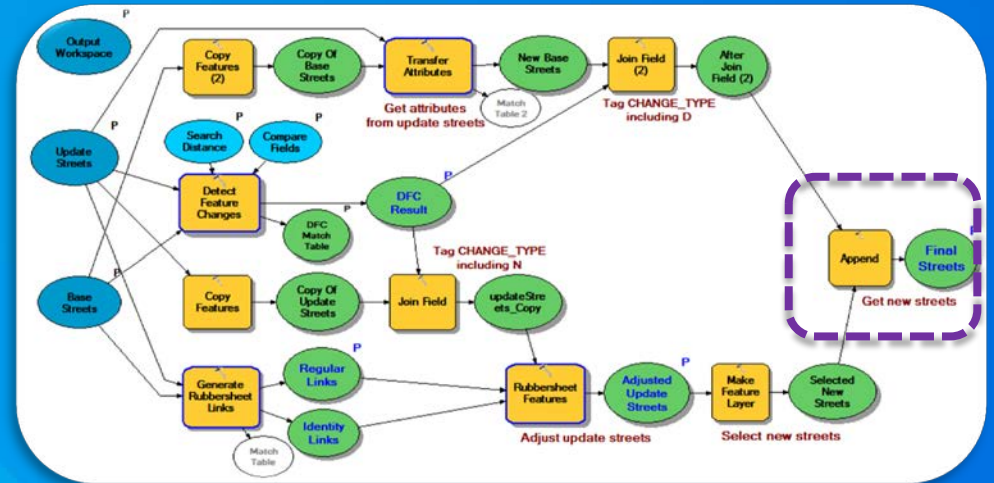 P
Output
Workspace
Copy
Features
(2)
Copy Of
Base
Streets
Transfer
Attributes
New Base
Streets
Join Field
(2)
After
Join
Field (2)
Get attributes
from update streets
Match
Table 2
Tag CHANGE_TYPE
including D
P
Update
Streets
P
Search
Distance
P
Compare
Fields
Detect
Feature
Changes
P
DFC
Result
P
DFC
Match
Table
Tag CHANGE_TYPE
including N
P
Base
Streets
Copy
Features
Copy Of
Update
Streets
Join Field
updateStre
ets_Copy
Append
P
Final
Streets
Get new streets
Generate
Rubbersheet
Links
P
Regular
Links
Identity
Links
Match
Table
Rubbersheet
Features
Adjust update streets
P
Adjusted
Update
Streets
Make
Feature
Layer
Select new streets
Selected
New
Streets